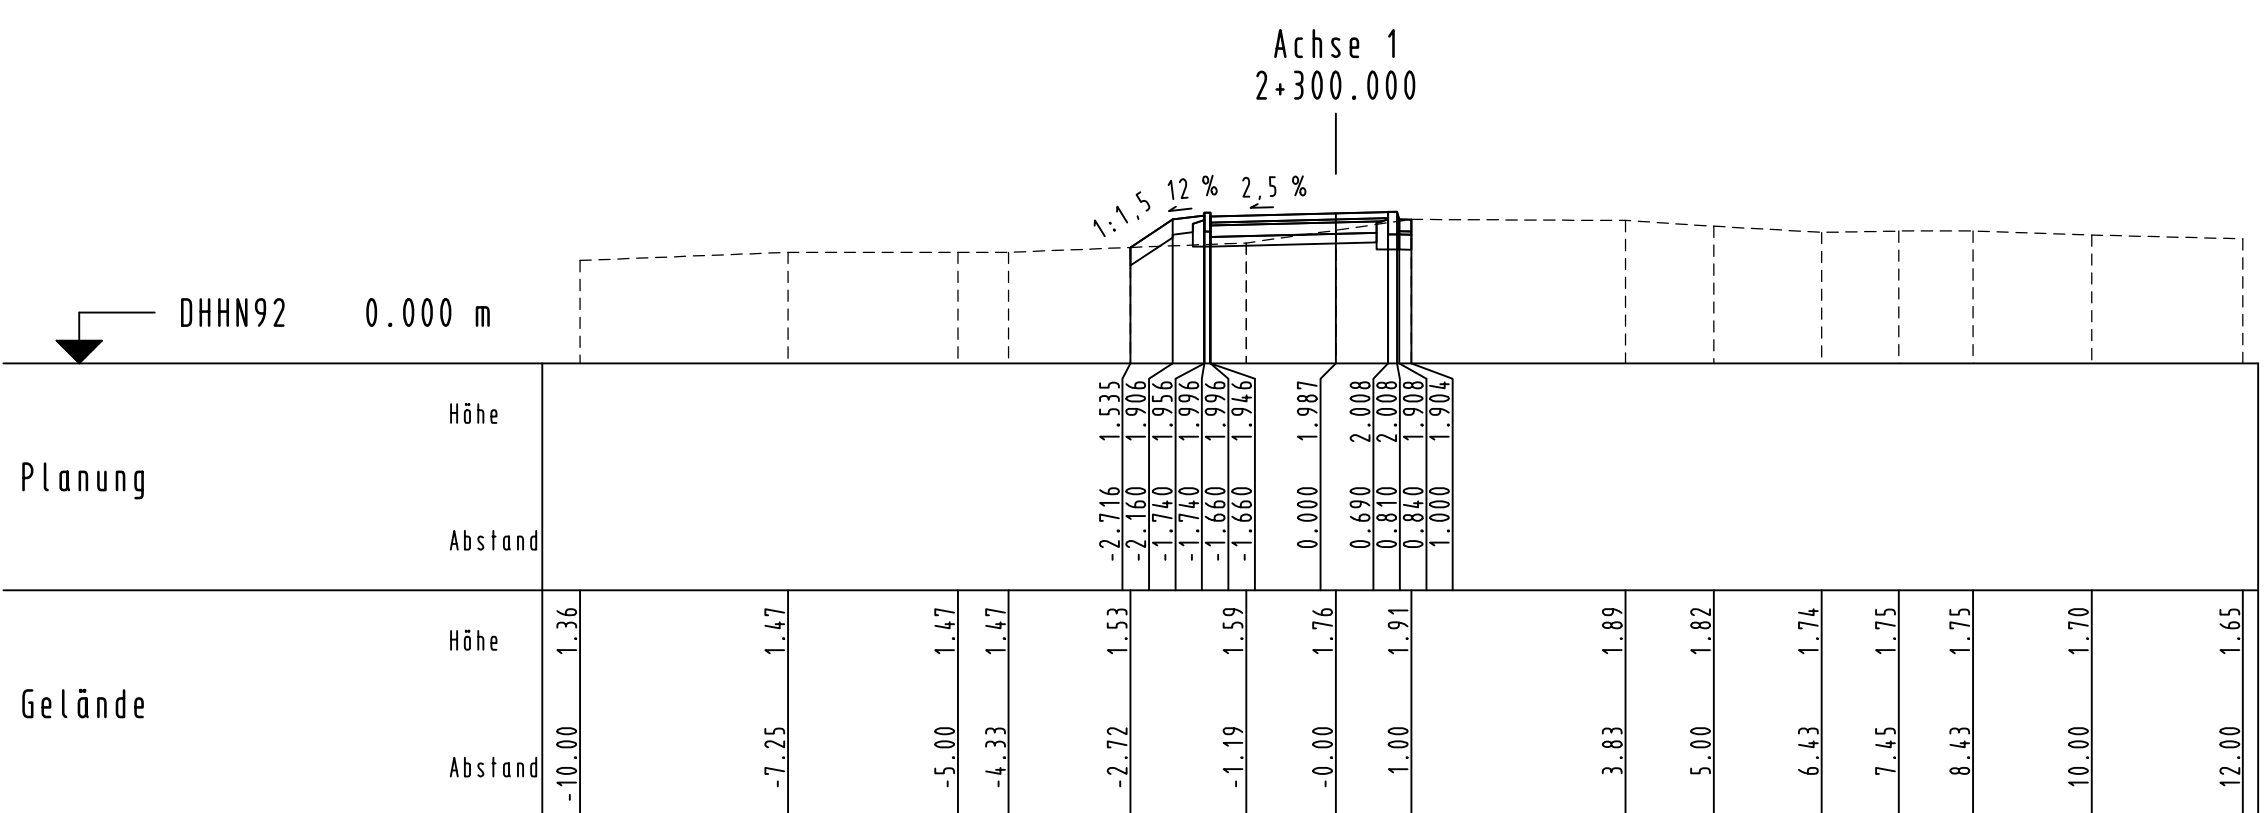 Achse 1
2+300.000
1:1,5
12 %
2,5 %
DHHN92 0.000 m
Planung
Höhe
1.535 1.906 1.956 1.996 1.996 1.946 1.987 2.008 2.008 1.908 1.904
Abstand
-2.716 -2.160 -1.740 -1.740 -1.660 -1.660 0.000 0.690 0.810 0.840 1.000
Gelände
Höhe
1.36 1.47 1.47 1.47 1.53 1.59 1.76 1.91 1.89 1.82 1.74 1.75 1.75 1.70 1.65
Abstand
-10.00 -7.25 -5.00 -4.33 -2.72 -1.19 -0.00 1.00 3.83 5.00 6.43 7.45 8.43 10.00 12.00